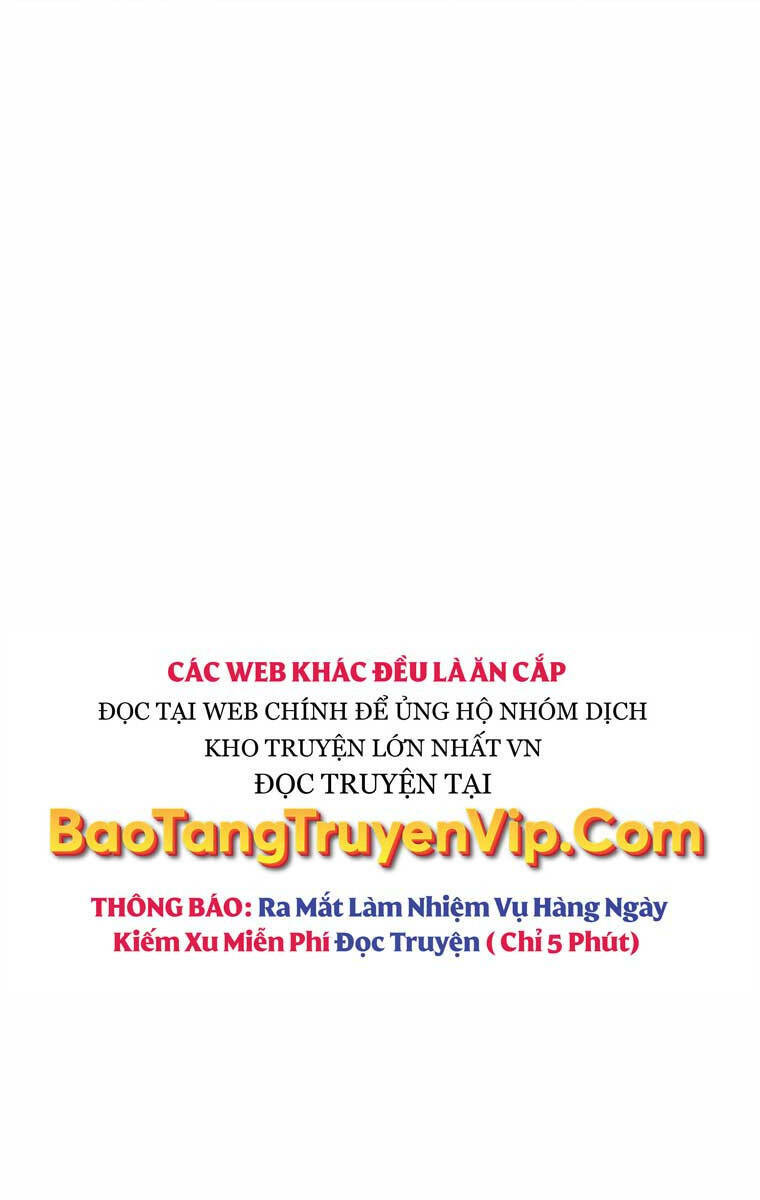 CÁC WEB KHÁC ĐỀU LÀ ĂN CẮP
ĐỌC TẠI WEB CHÍNH ĐỂ ỦNG HỘ NHÓM DỊCH
KHO TRUYỆN LỚN NHẤT VN
ĐỌC TRUYỆN TẠI
BaoTangTruyenVip.Com
THÔNG BÁO: Ra Mắt Làm Nhiệm Vụ Hàng Ngày
Kiếm Xu Miễn Phí Đọc Truyện ( Chỉ 5 Phút)